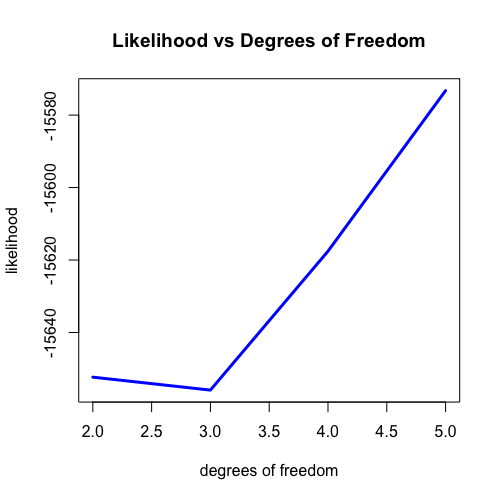 Likelihood vs Degrees of Freedom
likelihood
-15580
-15600
-15620
-15640
2.0 2.5 3.0 3.5 4.0 4.5 5.0
degrees of freedom